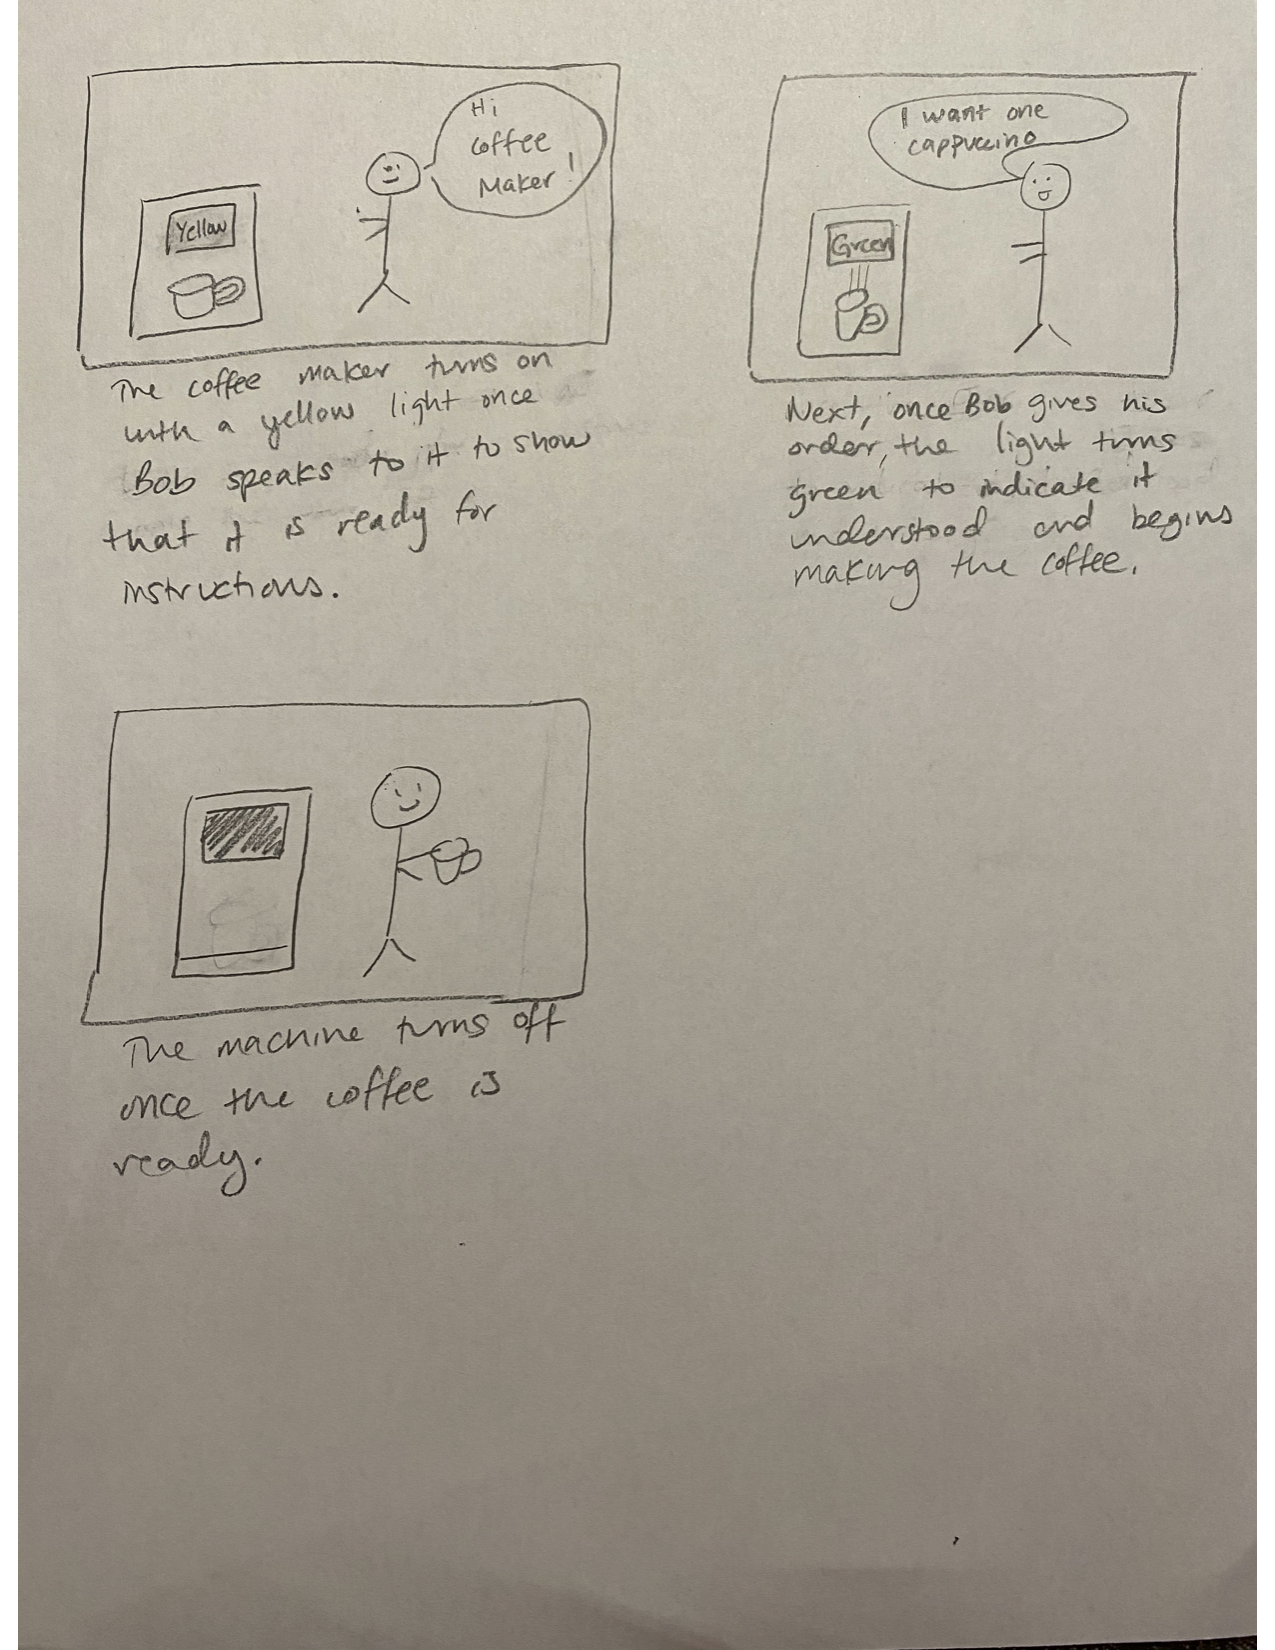 Hi
Coffee
Maker!
Yellow
The coffee maker turns on
with a yellow light once
Bob speaks to it to show
that it is ready for
instructions.
I want one
cappuccino
Green
Next, once Bob gives his
order, the light turns
green to indicate it
understood and begins
making the coffee.
The machine turns off
once the coffee is
ready.